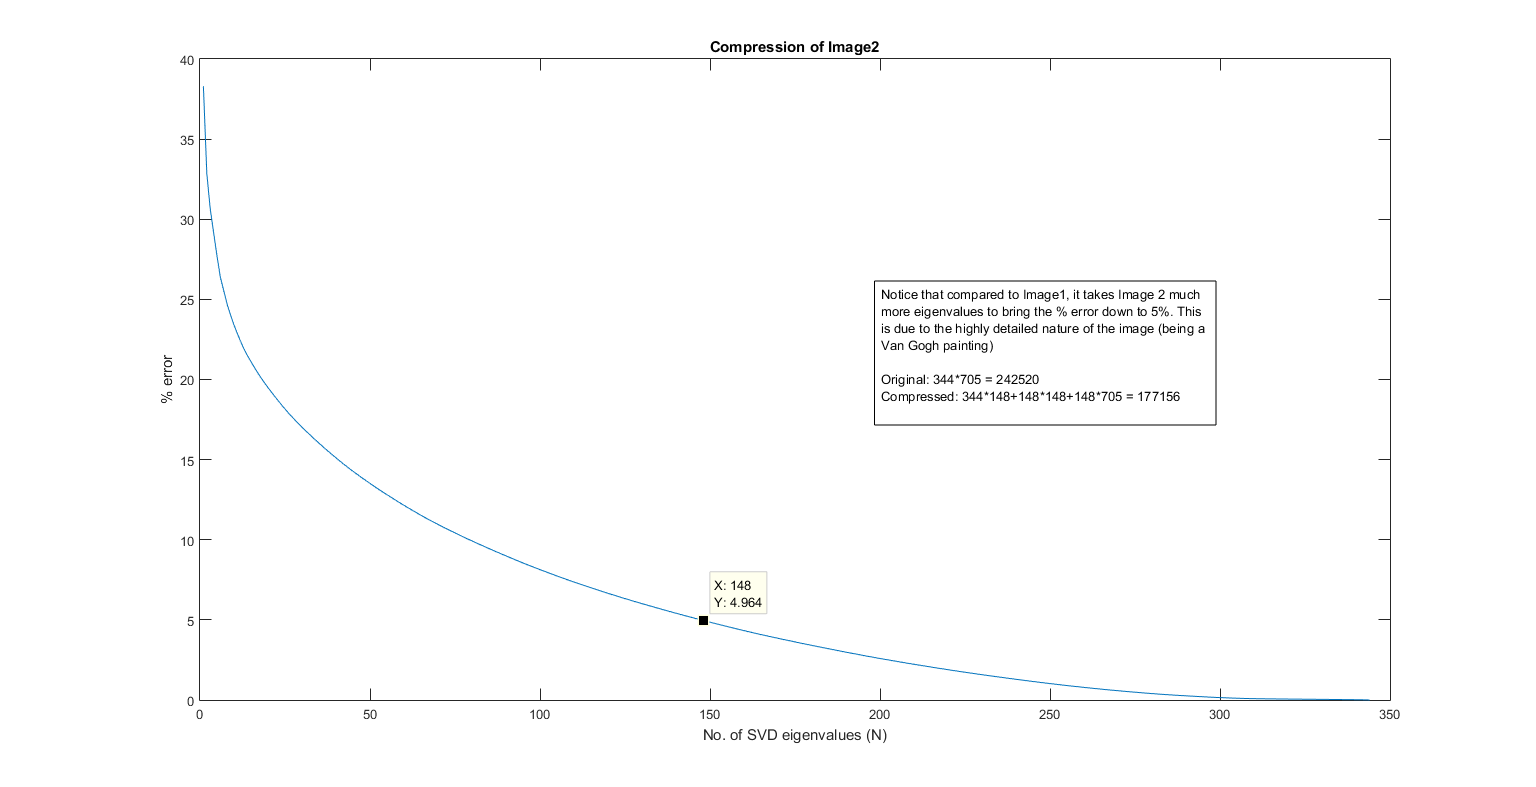 Compression of Image2
40
35
30
25
20
15
10
5
0
% error
Notice that compared to Image1, it takes Image 2 much
more eigenvalues to bring the % error down to 5%. This
is due to the highly detailed nature of the image (being a
Van Gogh painting)
Original: 344*705 = 242520
Compressed: 344*148+148*148+148*705 = 177156
X: 148
Y: 4.964
0 50 100 150 200 250 300 350
No. of SVD eigenvalues (N)